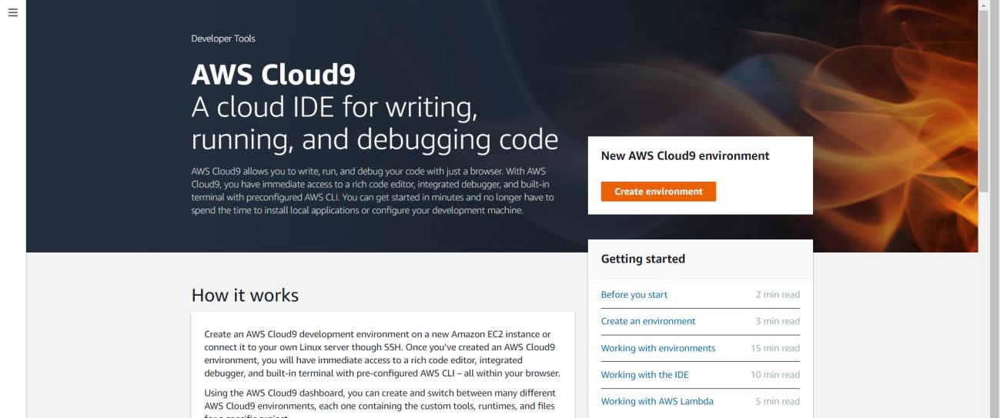 Developer Tools
AWS Cloud9
A cloud IDE for writing,
running, and debugging code
AWS Cloud9 allows you to write, run, and debug your code with just a browser. With AWS
Cloud9, you have immediate access to a rich code editor, integrated debugger, and built-in
terminal with preconfigured AWS CLI. You can get started in minutes and no longer have to
spend the time to install local applications or configure your development machine.
New AWS Cloud9 environment
Create environment
How it works
Create an AWS Cloud9 development environment on a new Amazon EC2 instance or
connect it to your own Linux server though SSH. Once you've created an AWS Cloud9
environment, you will have immediate access to a rich code editor, integrated
debugger, and built-in terminal with pre-configured AWS CLI – all within your browser.
Using the AWS Cloud9 dashboard, you can create and switch between many different
AWS Cloud9 environments, each one containing the custom tools, runtimes, and files
for a specific project.
Getting started
Before you start 2 min read
Create an environment 3 min read
Working with environments 15 min read
Working with the IDE 10 min read
Working with AWS Lambda 5 min read